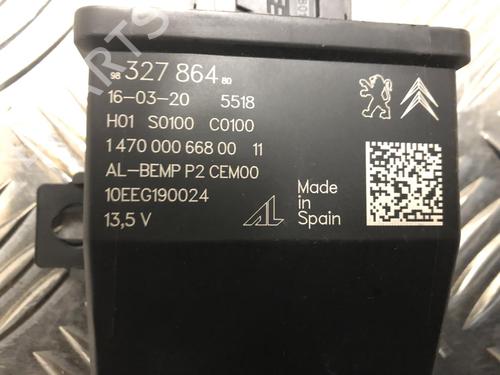 98 327 864 80
16-03-20 5518
H01 S0100 C0100
1 470 000 668 00 11
AL-BEMP P2 CEM00
10EEG190024
13,5 V
AL
Made
in
Spain